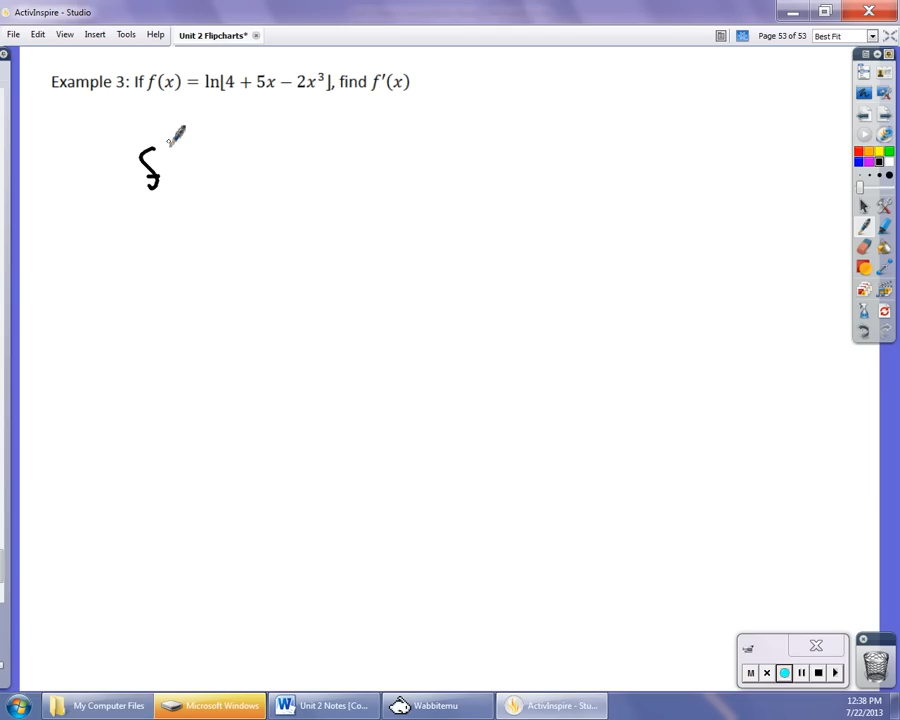 ActivInspire - Studio
File Edit View Insert Tools Help Unit 2 Flipcharts* Page 53 of 53 Best Fit
Example 3: If f(x) = ln⌊4 + 5x − 2x³⌋, find f′(x)
M
My Computer Files Microsoft Windows Unit 2 Notes [Co... Wabbitemu ActivInspire - Stu... 12:38 PM
7/22/2013